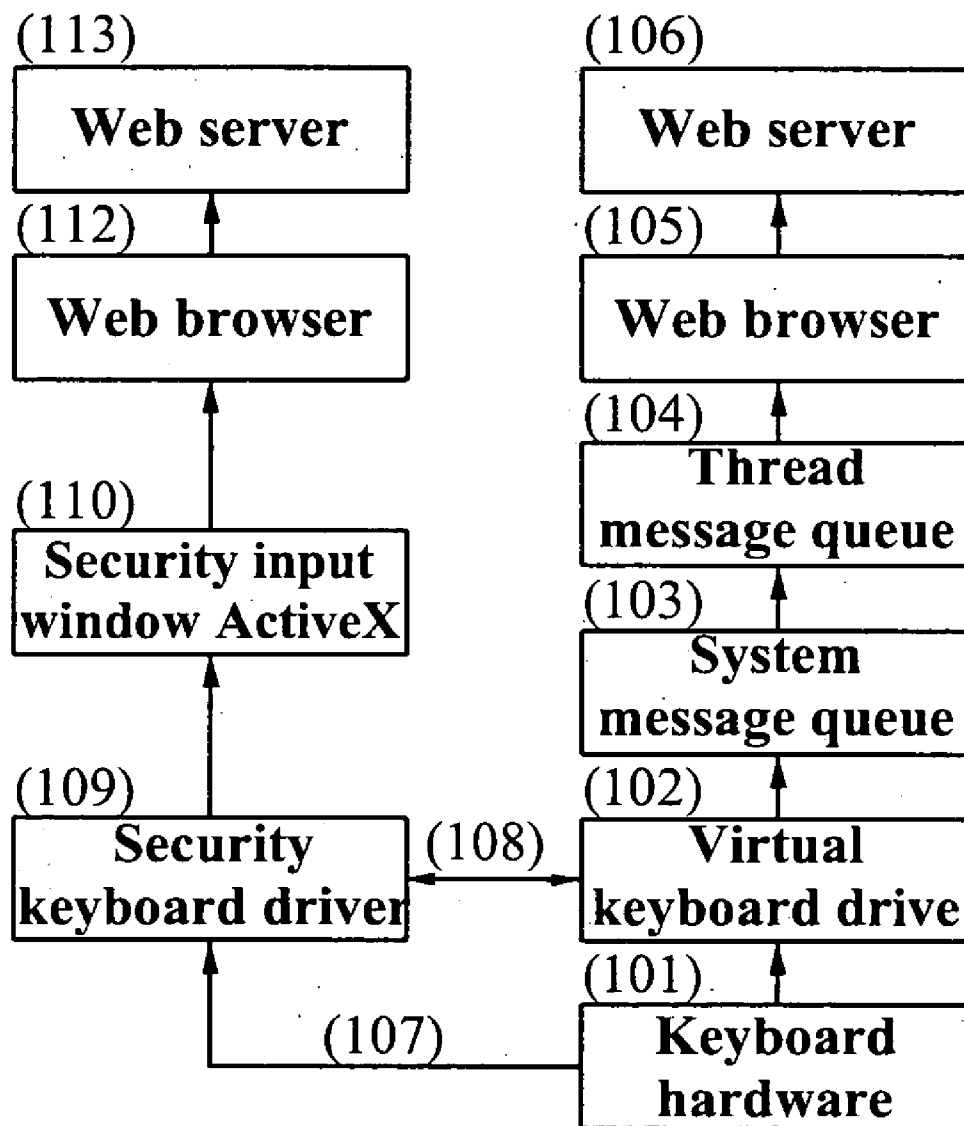 (113)
Web server
(112)
Web browser
(110)
Security input
window ActiveX
(109)
Security
keyboard driver
(108)
(107)
(106)
Web server
(105)
Web browser
(104)
Thread
message queue
(103)
System
message queue
(102)
Virtual
keyboard drive
(101)
Keyboard
hardware